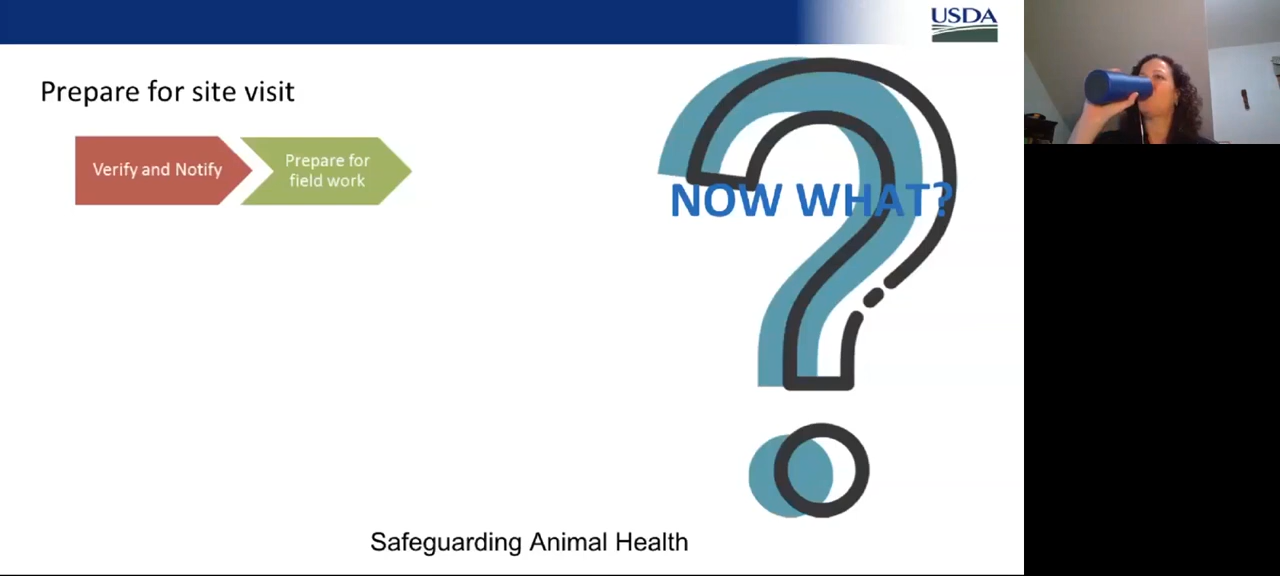 USDA
Prepare for site visit
Verify and Notify
Prepare for
field work
NOW WHAT?
Safeguarding Animal Health